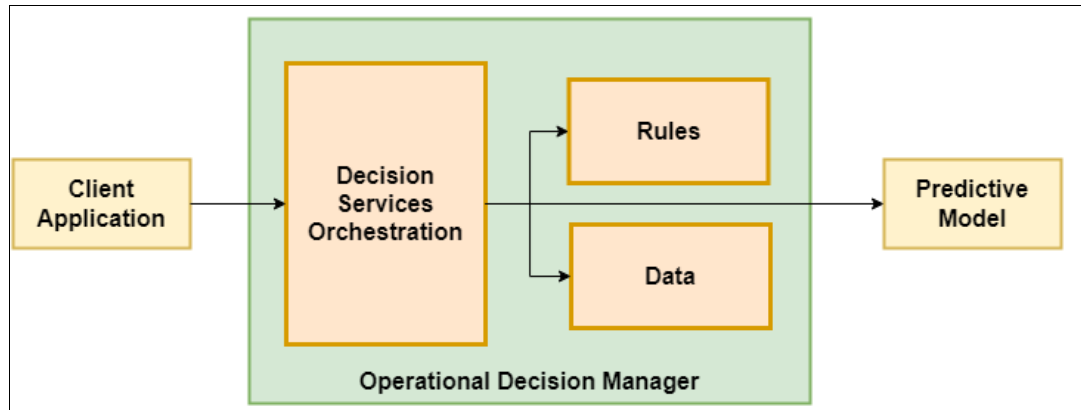 Client
Application
Decision
Services
Orchestration
Rules
Data
Predictive
Model
Operational Decision Manager